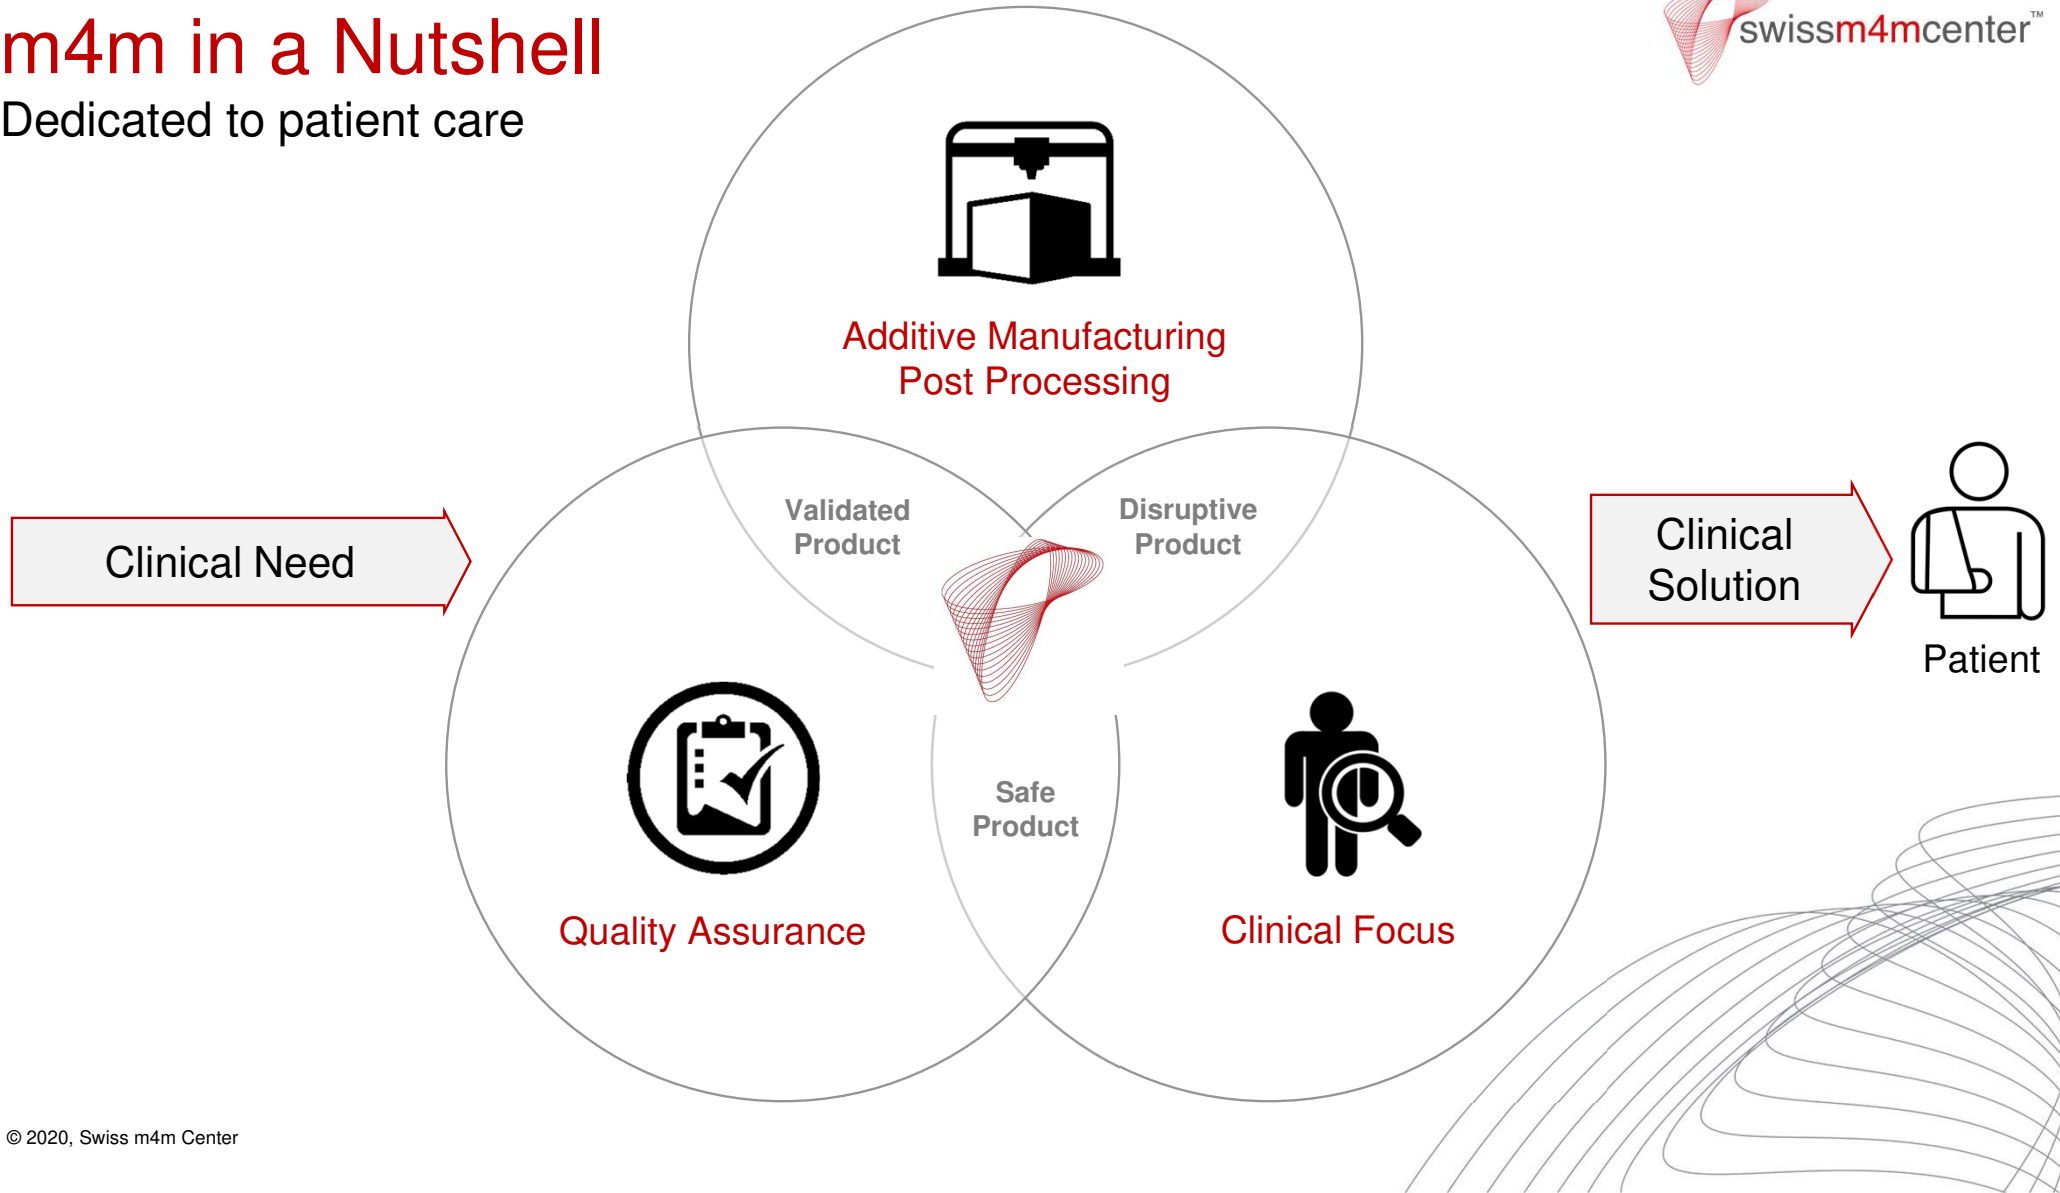 m4m in a Nutshell
Dedicated to patient care
swissm4mcenter™
Additive Manufacturing
Post Processing
Validated
Product
Disruptive
Product
Clinical Need
Clinical
Solution
Patient
Safe
Product
Quality Assurance
Clinical Focus
© 2020, Swiss m4m Center